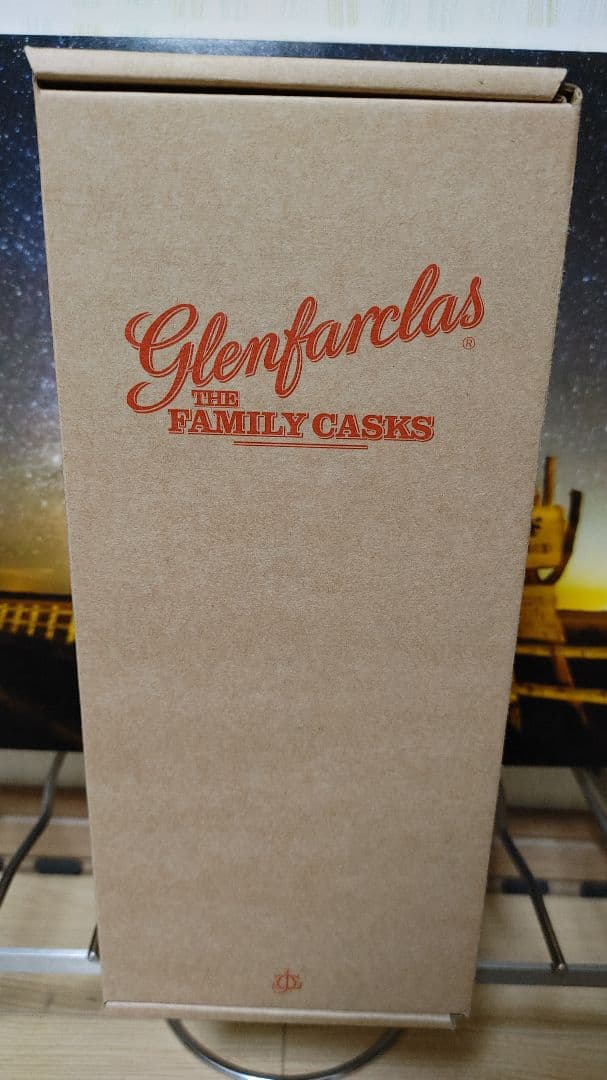 Glenfarclas®
THE
FAMILY CASKS